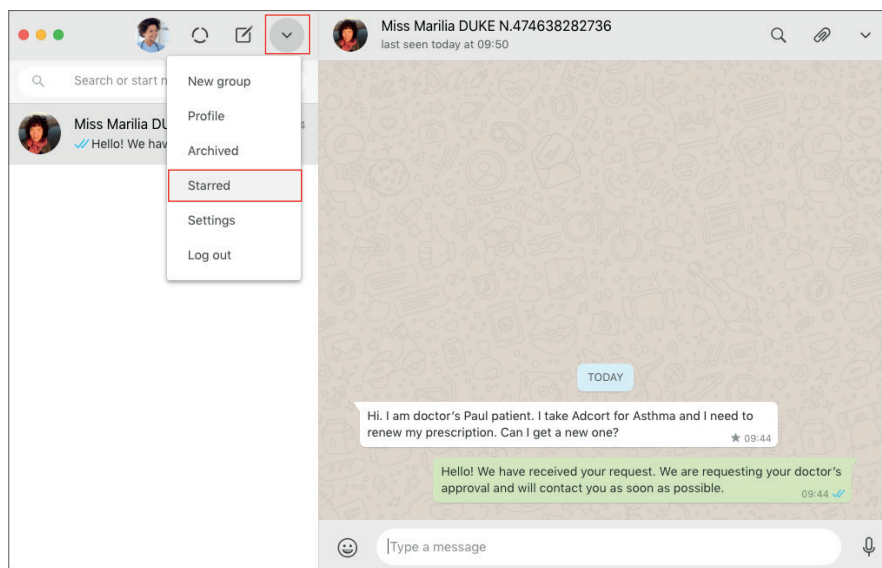 Miss Marilia DUKE N.474638282736
last seen today at 09:50
Search or start n
New group
Profile
Archived
Starred
Settings
Log out
Miss Marilia DU
4
Hello! We hav
TODAY
Hi. I am doctor's Paul patient. I take Adcort for Asthma and I need to
renew my prescription. Can I get a new one?
09:44
Hello! We have received your request. We are requesting your doctor's
approval and will contact you as soon as possible.
09:44
Type a message